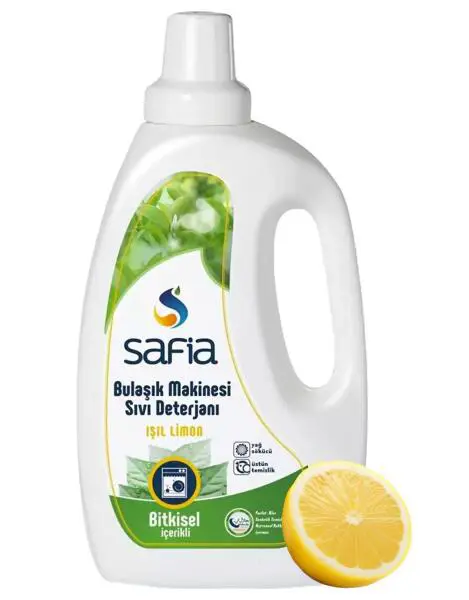 safia
Bulaşık Makinesi
Sıvı Deterjanı
IŞIL LİMON
yağ
sökücü
üstün
temizlik
Bitkisel
içerikli